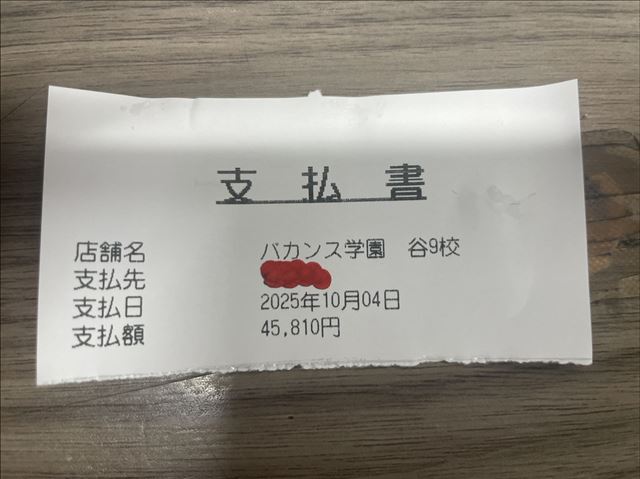 支払書
店舗名 バカンス学園 谷9校
支払先
支払日 2025年10月04日
支払額 45,810円